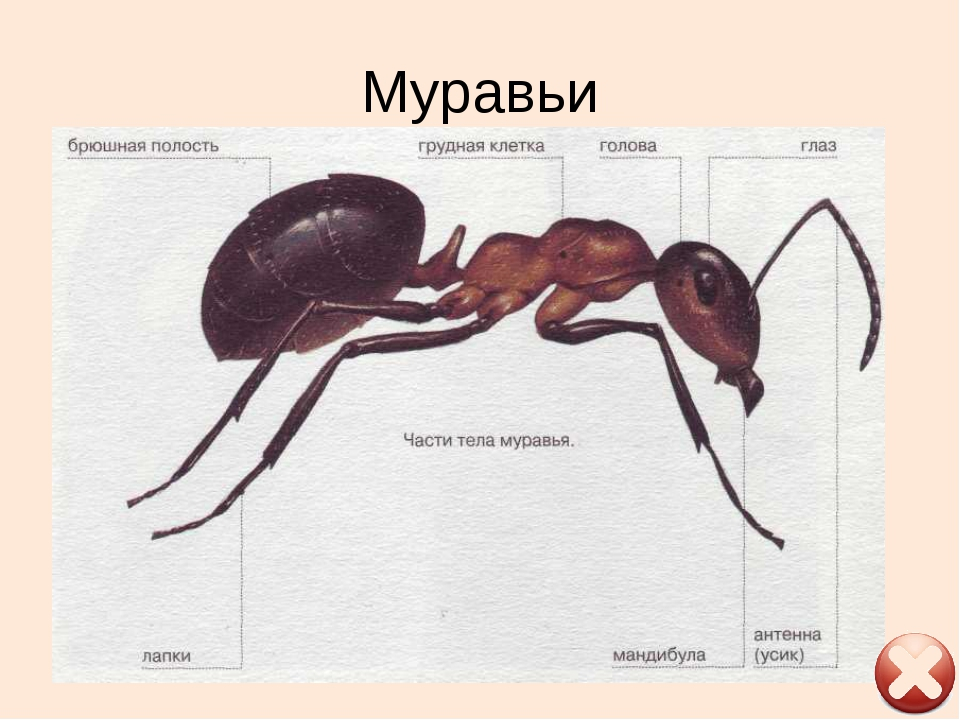 Муравьи
брюшная полость
грудная клетка
голова
глаз
Части тела муравья.
лапки
мандибула
антенна
(усик)